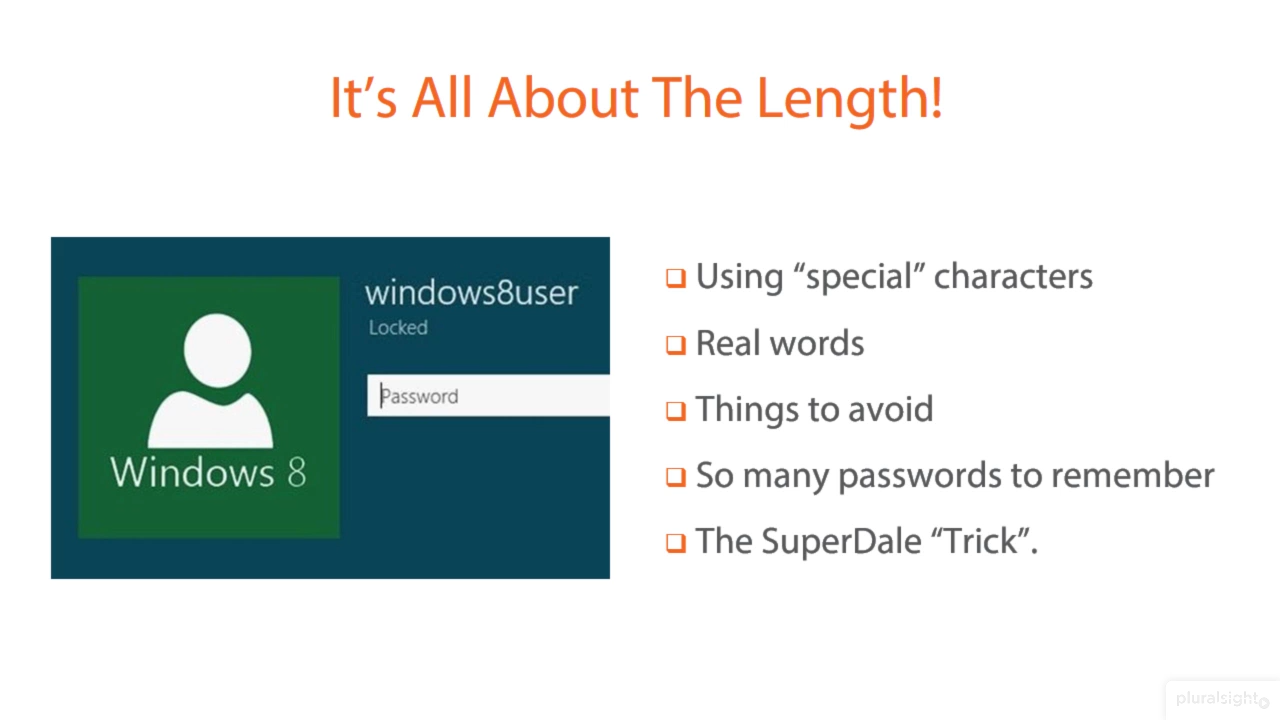 It’s All About The Length!
windows8user
Locked
Password
Windows 8
Using “special” characters
Real words
Things to avoid
So many passwords to remember
The SuperDale “Trick”.
pluralsight